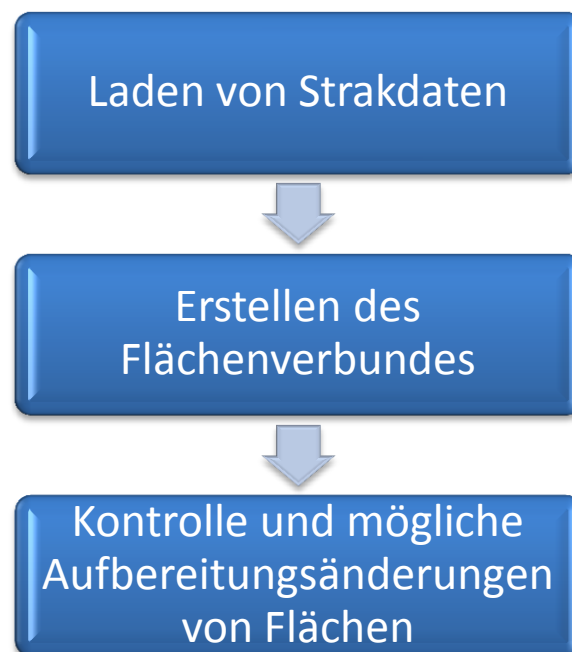 Laden von Strakdaten
Erstellen des
Flächenverbundes
Kontrolle und mögliche
Aufbereitungsänderungen
von Flächen